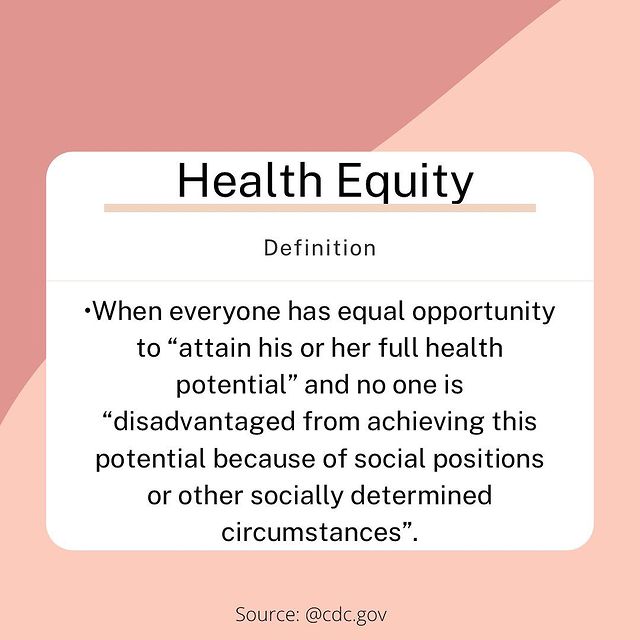 Health Equity
Definition
•When everyone has equal opportunity
to “attain his or her full health
potential” and no one is
“disadvantaged from achieving this
potential because of social positions
or other socially determined
circumstances”.
Source: @cdc.gov